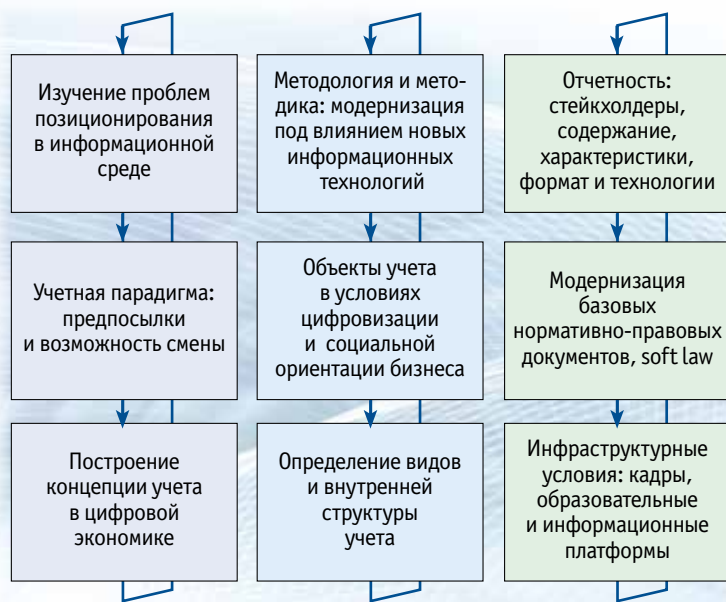 Изучение проблем
позиционирования
в информационной
среде
Учетная парадигма:
предпосылки
и возможность смены
Построение
концепции учета
в цифровой
экономике
Методология и мето-
дика: модернизация
под влиянием новых
информационных
технологий
Объекты учета
в условиях
цифровизации
и социальной
ориентации бизнеса
Определение видов
и внутренней
структуры
учета
Отчетность:
стейкхолдеры,
содержание,
характеристики,
формат и технологии
Модернизация
базовых
нормативно-правовых
документов, soft law
Инфраструктурные
условия: кадры,
образовательные
и информационные
платформы